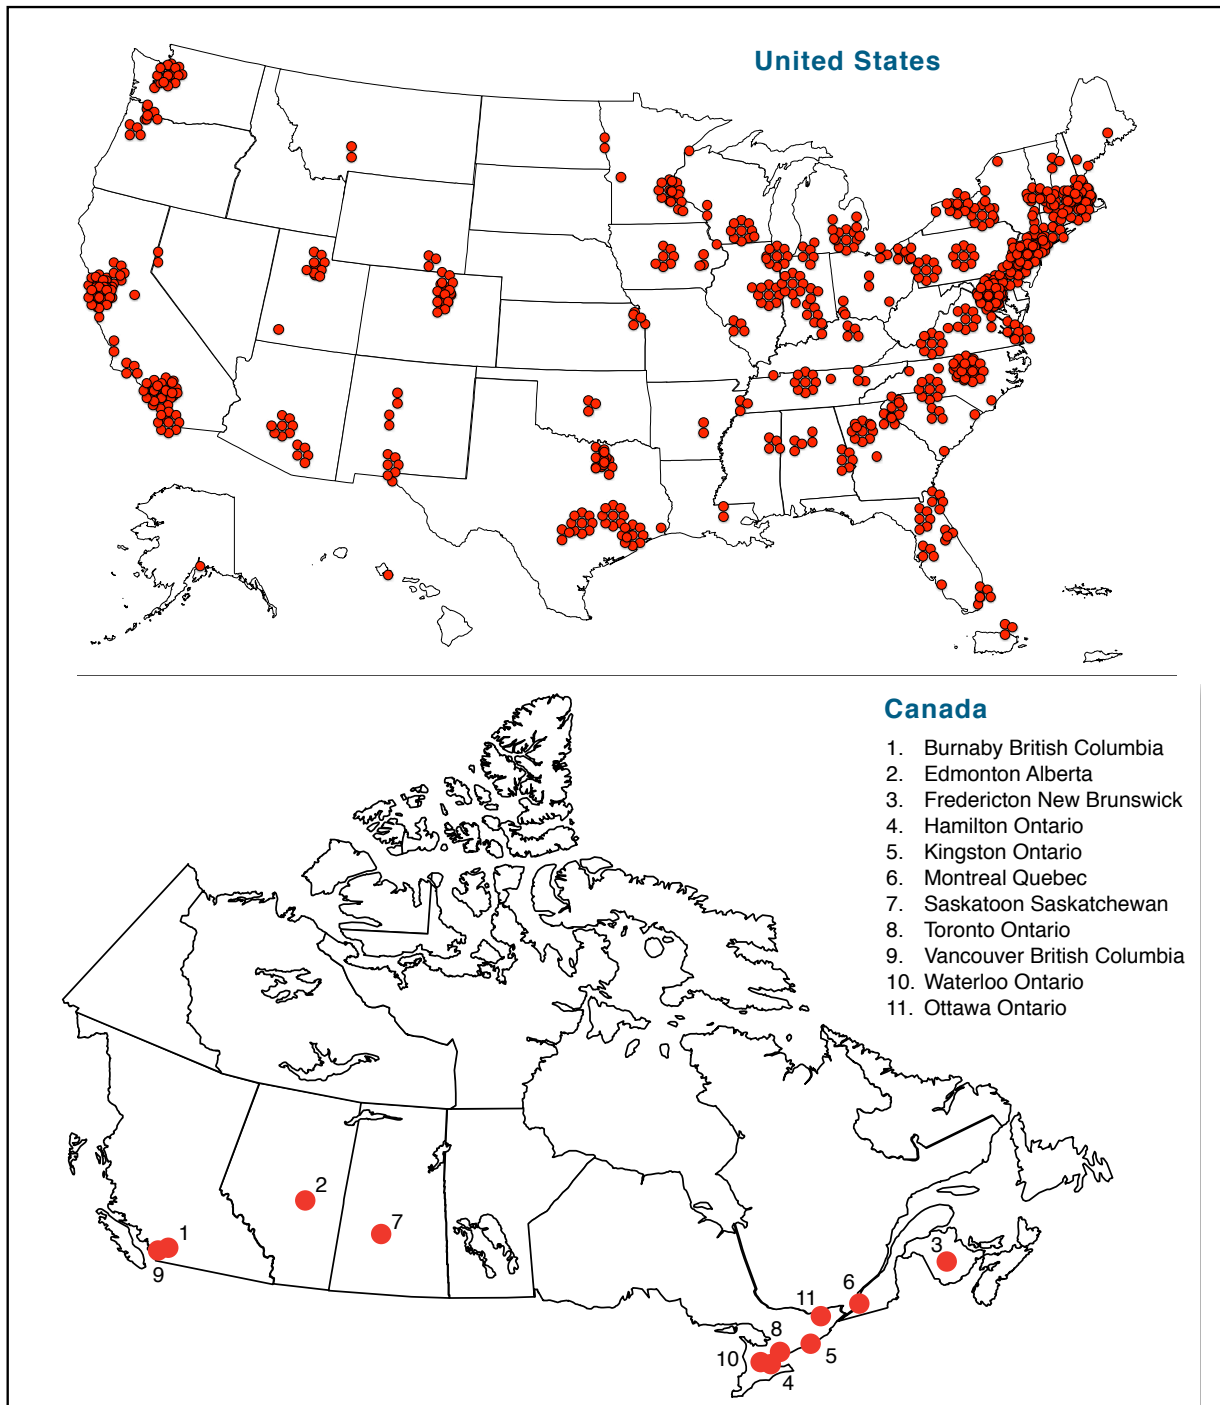 United States
Canada
1. Burnaby British Columbia
2. Edmonton Alberta
3. Fredericton New Brunswick
4. Hamilton Ontario
5. Kingston Ontario
6. Montreal Quebec
7. Saskatoon Saskatchewan
8. Toronto Ontario
9. Vancouver British Columbia
10. Waterloo Ontario
11. Ottawa Ontario
2
7
1
9
3
6
11
8
5
10
4